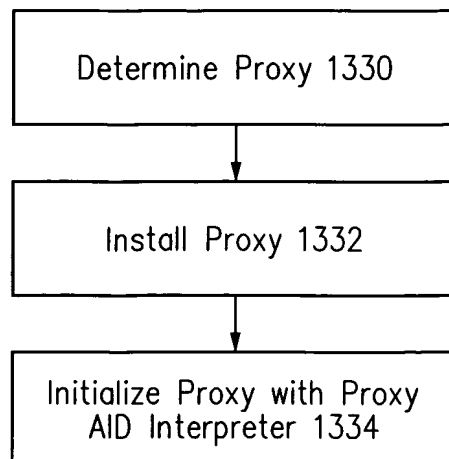 Determine Proxy 1330
Install Proxy 1332
Initialize Proxy with Proxy
AID Interpreter 1334